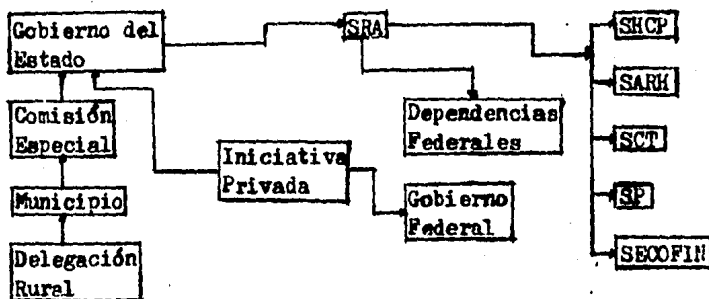 Gobierno del
Estado
SRA
SHCP
SARH
Comisión
Especial
Dependencias
Federales
SCT
Iniciativa
Privada
Municipio
Gobierno
Federal
SP
Delegación
Rural
SECOFIN